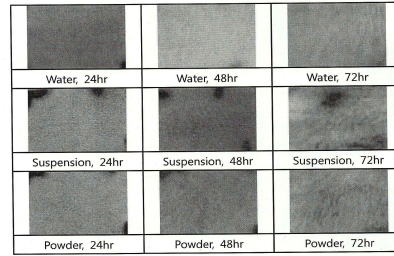 Water, 24hr
Water, 48hr
Water, 72hr
Suspension, 24hr
Suspension, 48hr
Suspension, 72hr
Powder, 24hr
Powder, 48hr
Powder, 72hr